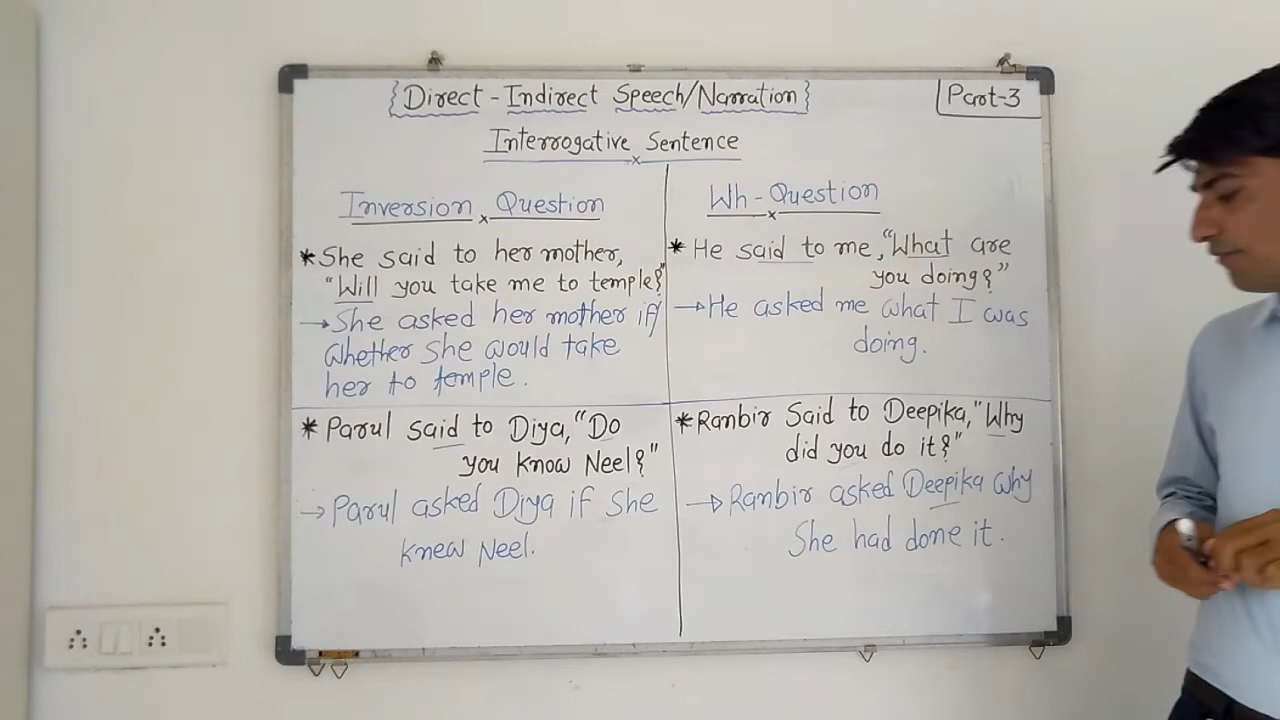 {Direct - Indirect Speech/Narration}
Part-3
Interrogative Sentence
Inversion Question
* She said to her mother,
"Will you take me to temple?"
→ She asked her mother if/
whether She would take
her to temple.
* Parul said to Diya, "Do
you know Neel?"
→ Parul asked Diya if She
knew Neel.
Wh - Question
* He said to me, "What are
you doing?"
→ He asked me what I was
doing.
* Ranbir Said to Deepika, "Why
did you do it?"
→ Ranbir asked Deepika why
She had done it.